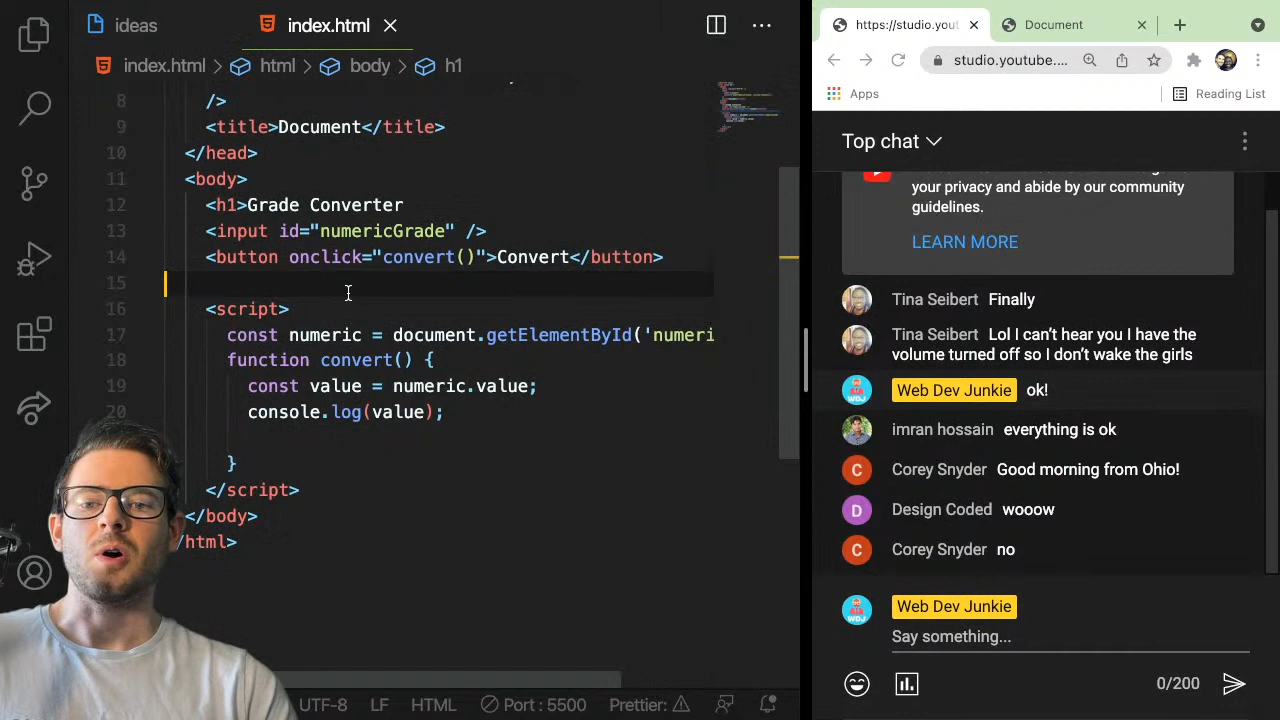 ideas
index.html
index.html > html > body > h1
8 />
9 <title>Document</title>
10 </head>
11 <body>
12 <h1>Grade Converter
13 <input id="numericGrade" />
14 <button onclick="convert()">Convert</button>
15
16 <script>
17 const numeric = document.getElementById('numeri
18 function convert() {
19 const value = numeric.value;
20 console.log(value);
}
</script>
</body>
/html>
UTF-8 LF HTML Port : 5500 Prettier:
https://studio.yout
Document
studio.youtube....
Apps
Reading List
Top chat
your privacy and abide by our community
guidelines.
LEARN MORE
Tina Seibert Finally
Tina Seibert Lol I can't hear you I have the
volume turned off so I don't wake the girls
Web Dev Junkie ok!
imran hossain everything is ok
Corey Snyder Good morning from Ohio!
Design Coded wooow
Corey Snyder no
Web Dev Junkie
Say something...
0/200